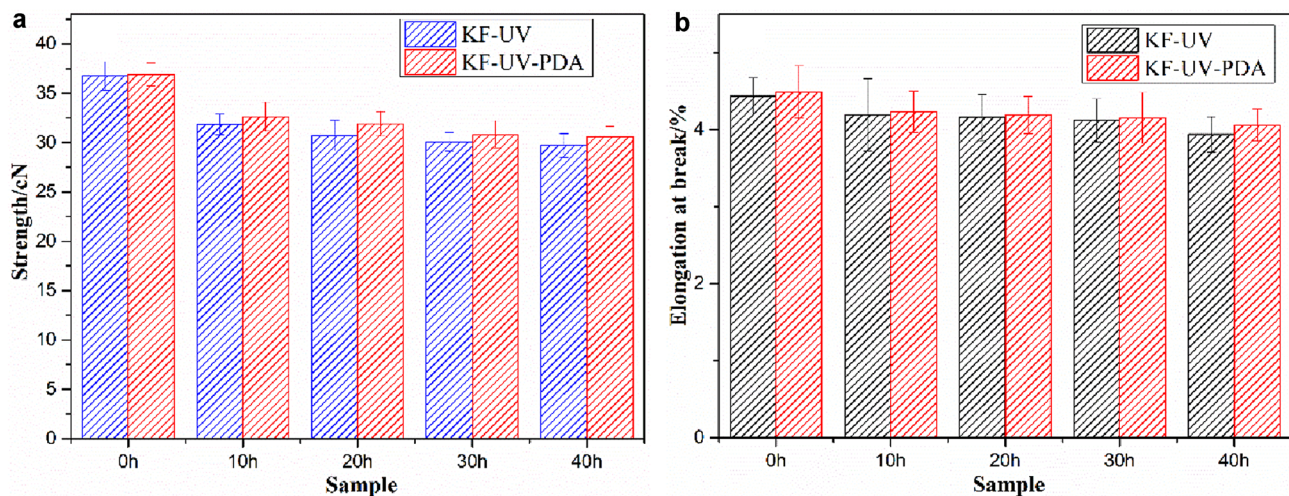 a
KF-UV
KF-UV-PDA
Strength/cN
40
35
30
25
20
15
10
5
0
0h
10h
20h
30h
40h
Sample
b
KF-UV
KF-UV-PDA
Elongation at break/%
4
2
0
0h
10h
20h
30h
40h
Sample